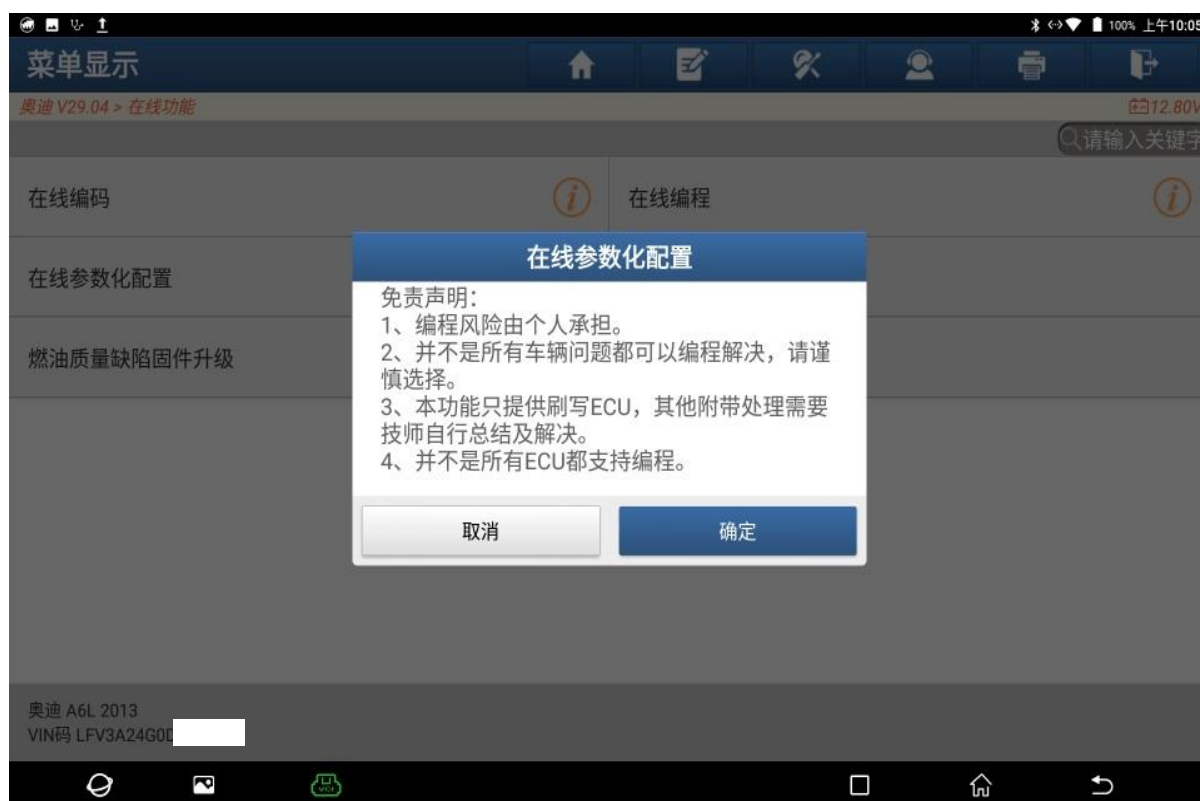 100% 上午10:05
菜单显示
奥迪 V29.04 > 在线功能
12.80V
请输入关键字
在线编码
在线编程
在线参数化配置
燃油质量缺陷固件升级
在线参数化配置
免责声明：
1、编程风险由个人承担。
2、并不是所有车辆问题都可以编程解决，请谨
慎选择。
3、本功能只提供刷写ECU，其他附带处理需要
技师自行总结及解决。
4、并不是所有ECU都支持编程。
取消
确定
奥迪 A6L 2013
VIN码 LFV3A24G0D
VCI